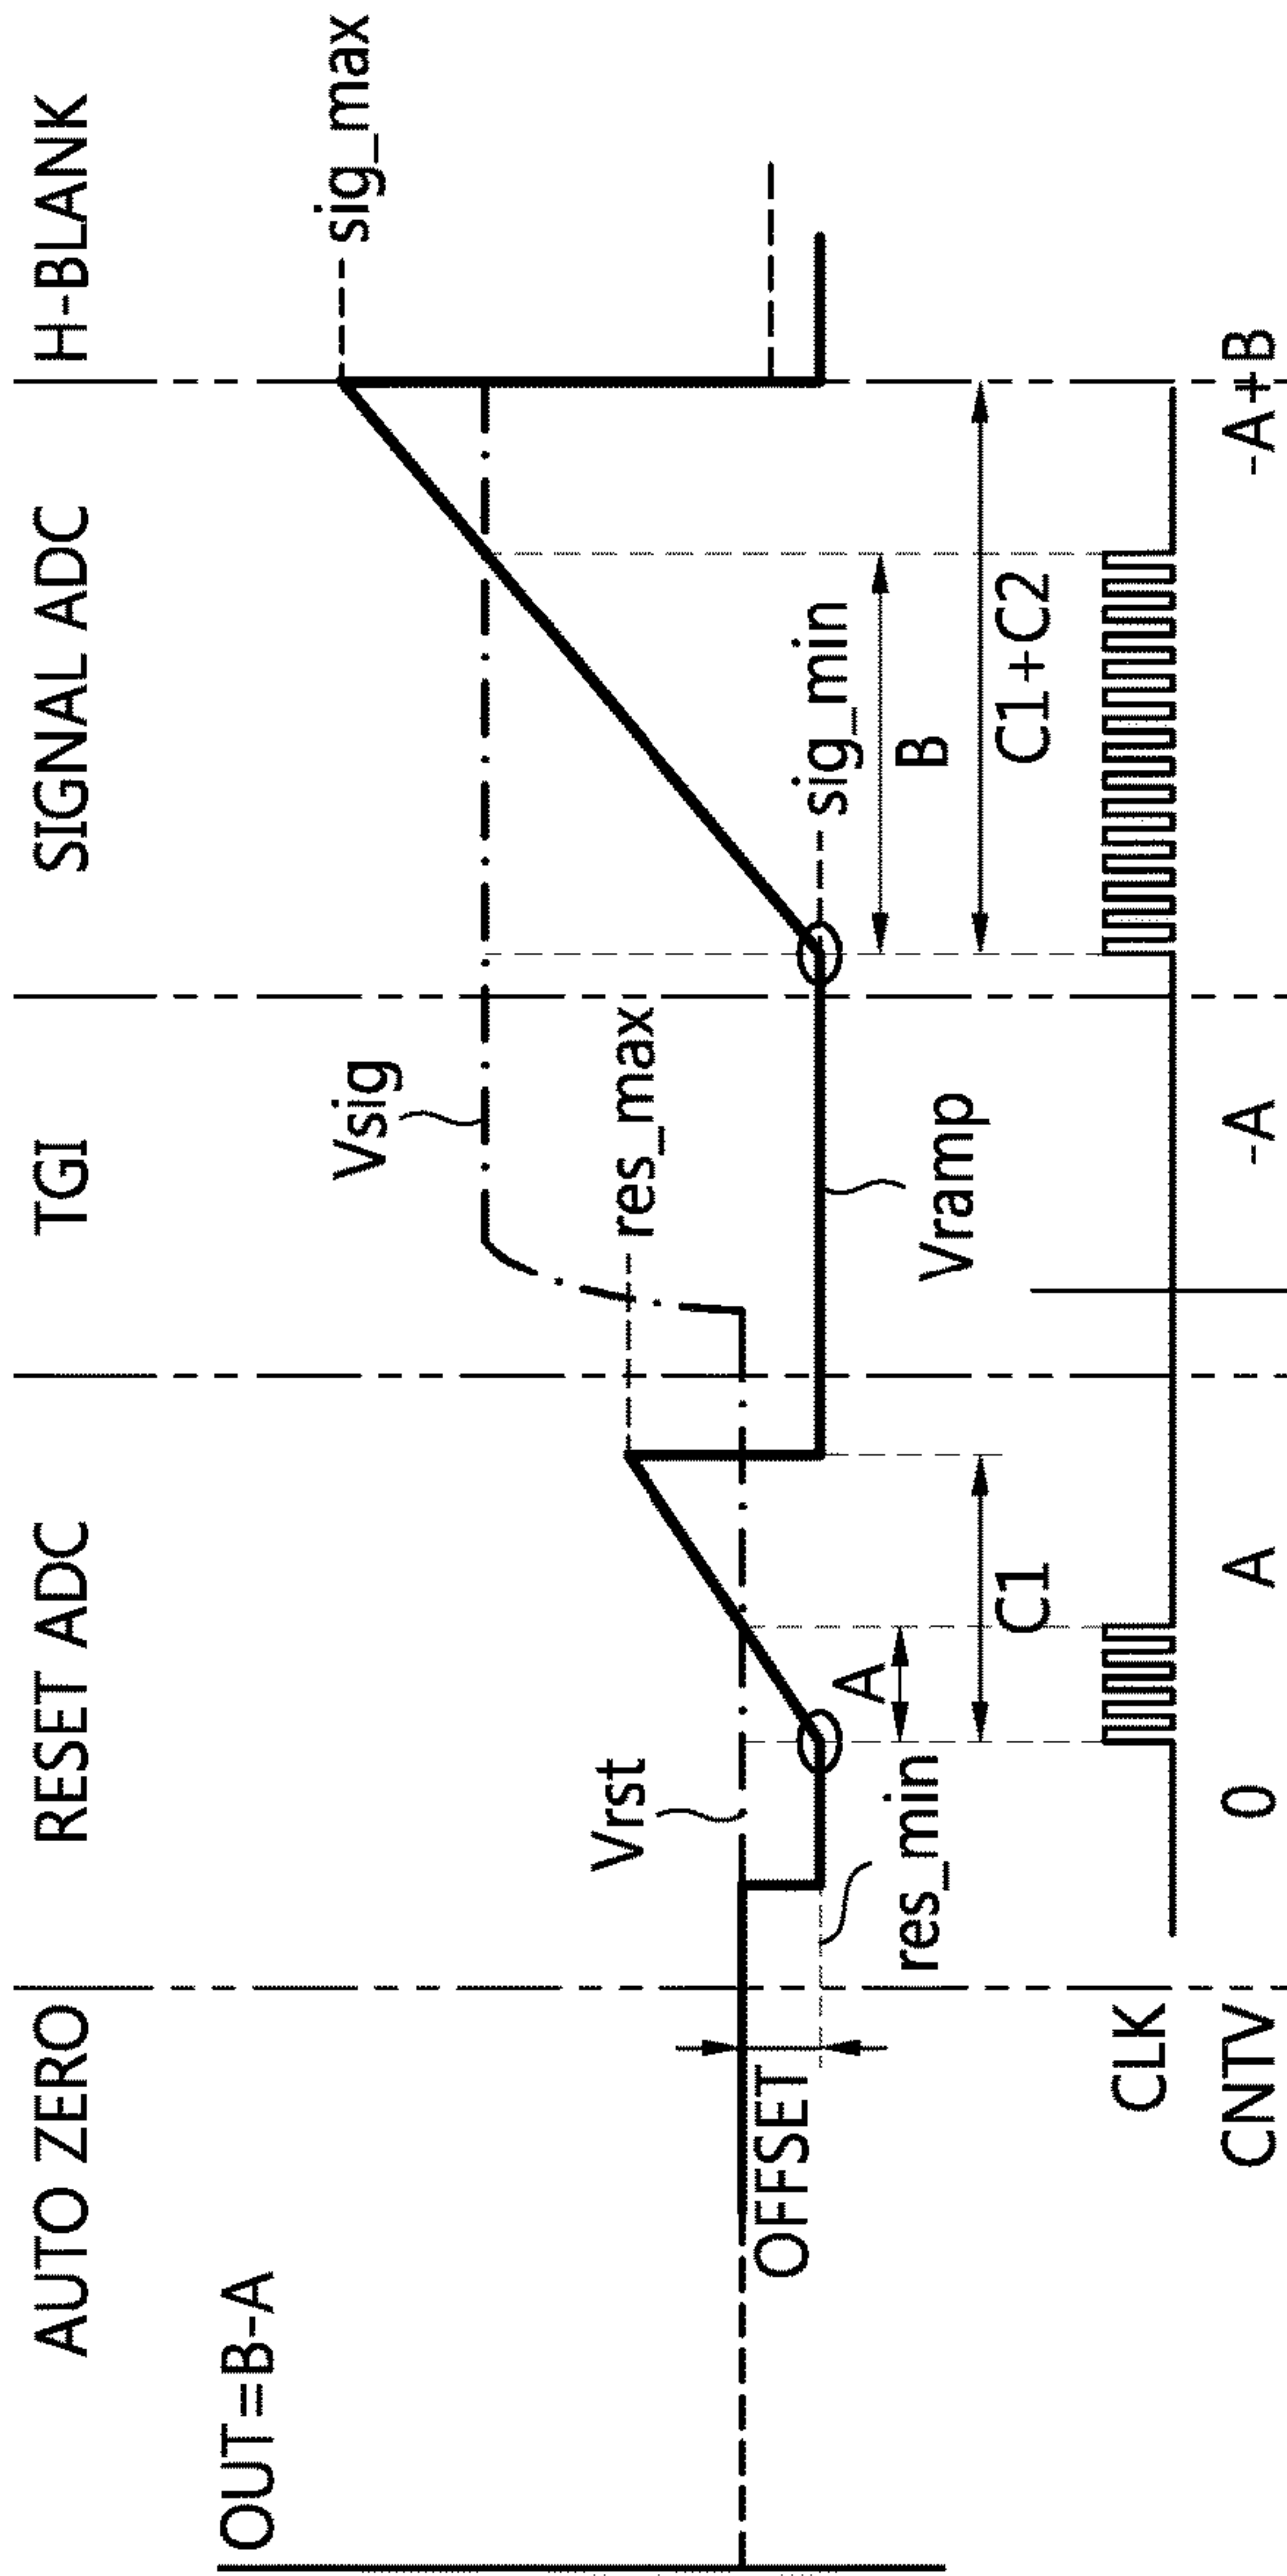 AUTO ZERO
RESET ADC
TGI
SIGNAL ADC
H-BLANK
OUT=B-A
sig_max
Vsig
Vrst
res_max
OFFSET
res_min
A
C1
Vramp
sig_min
B
C1+C2
CLK
CNTV
0
A
-A
-A+B